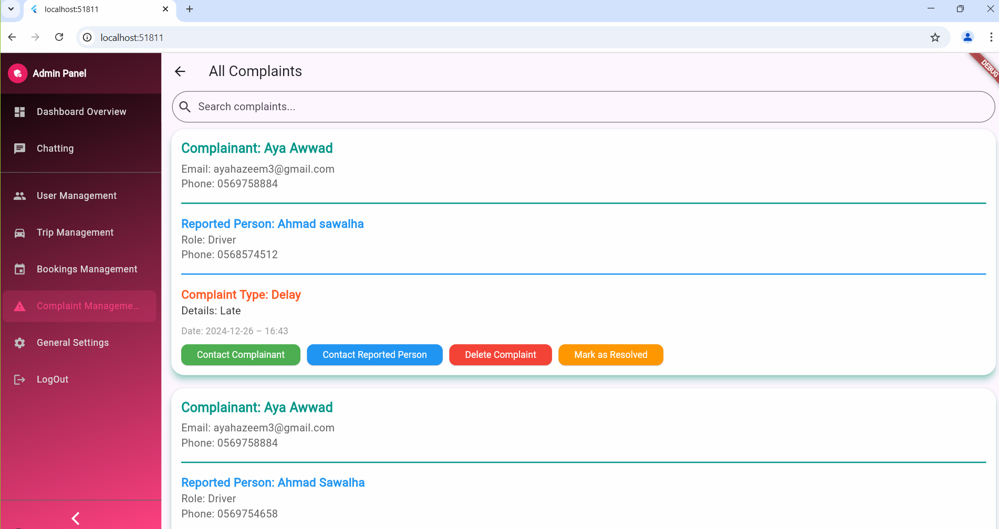 localhost:51811
localhost:51811
Admin Panel
Dashboard Overview
Chatting
User Management
Trip Management
Bookings Management
Complaint Manageme...
General Settings
LogOut
All Complaints
DEBUG
Search complaints...
Complainant: Aya Awwad
Email: ayahazeem3@gmail.com
Phone: 0569758884
Reported Person: Ahmad sawalha
Role: Driver
Phone: 0568574512
Complaint Type: Delay
Details: Late
Date: 2024-12-26 – 16:43
Contact Complainant
Contact Reported Person
Delete Complaint
Mark as Resolved
Complainant: Aya Awwad
Email: ayahazeem3@gmail.com
Phone: 0569758884
Reported Person: Ahmad Sawalha
Role: Driver
Phone: 0569754658